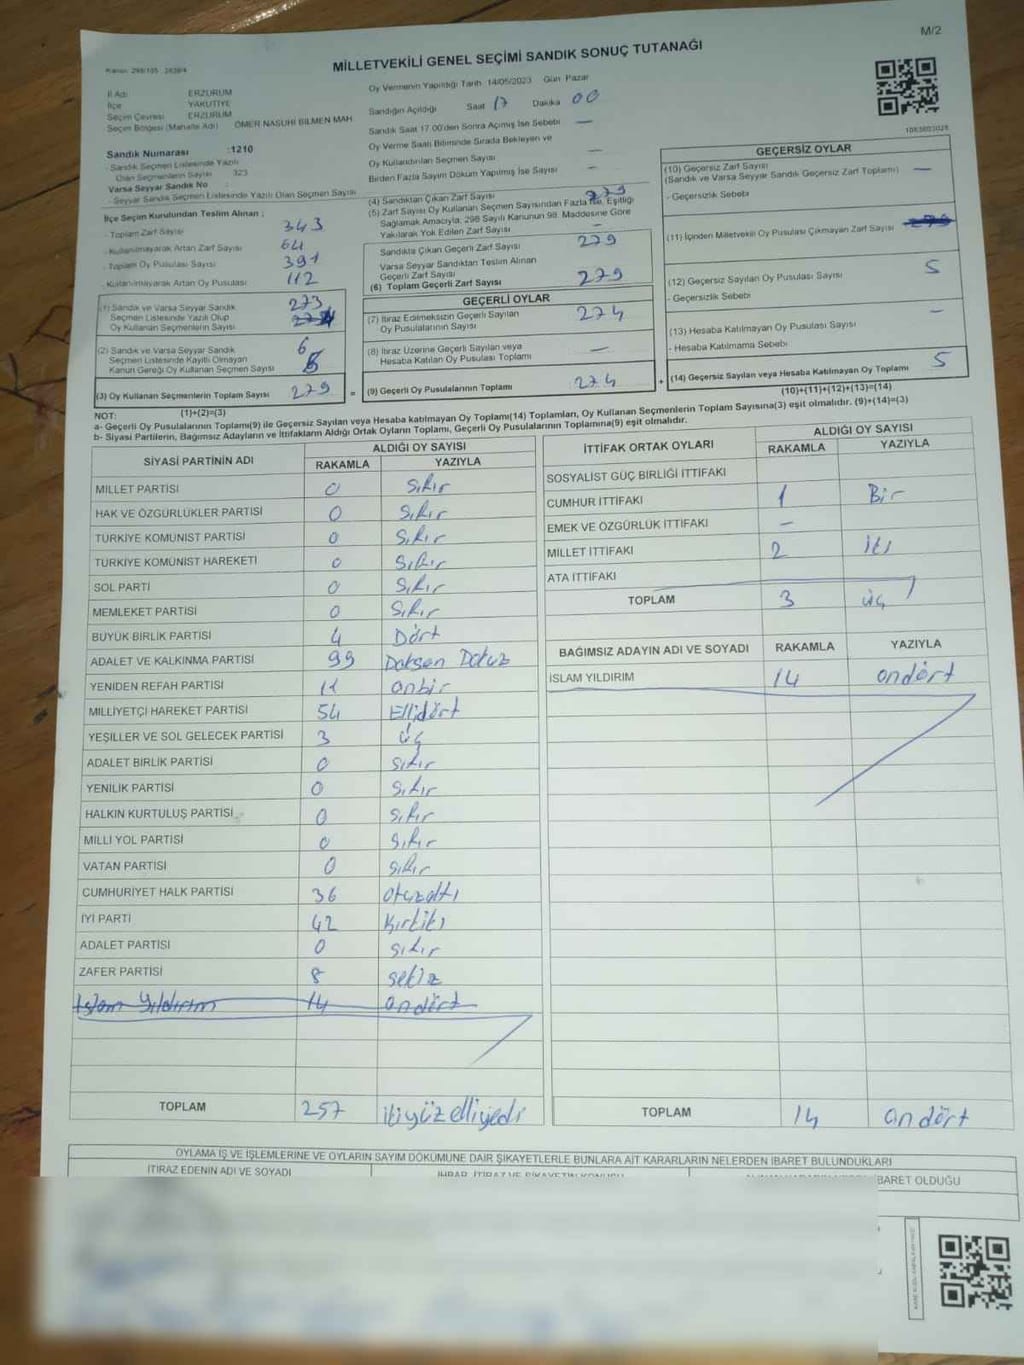 M/2
MİLLETVEKİLİ GENEL SEÇİMİ SANDIK SONUÇ TUTANAĞI
İl Adı ERZURUM
İlçe YAKUTİYE
Seçim Çevresi ERZURUM
Seçim Bölgesi (Mahalle Adı) ÖMER NASUHİ BİLMEN MAH
Sandık Numarası :1210
- Sandık Seçmen Listesinde Yazılı
Olan Seçmenlerin Sayısı 323
Varsa Seyyar Sandık No :
- Seyyar Sandık Seçmen Listesinde Yazılı Olan Seçmen Sayısı
İlçe Seçim Kurulundan Teslim Alınan ;
- Toplam Zarf Sayısı 343
- Kullanılmayarak Artan Zarf Sayısı 64
- Toplam Oy Pusulası Sayısı 391
- Kullanılmayarak Artan Oy Pusulası 112
(1) Sandık ve Varsa Seyyar Sandık 273
Seçmen Listesinde Yazılı Olup
Oy Kullanan Seçmenlerin Sayısı
(2) Sandık ve Varsa Seyyar Sandık 6
Seçmen Listesinde Kayıtlı Olmayan
Kanun Gereği Oy Kullanan Seçmen Sayısı
(3) Oy Kullanan Seçmenlerin Toplam Sayısı 279
(1)+(2)=(3)
Oy Vermenin Yapıldığı Tarih 14/05/2023 Gün Pazar
Sandığın Açıldığı Saat 17 Dakika 00
Sandık Saat 17.00'den Sonra Açılmış İse Sebebi —
Oy Verme Saati Bitiminde Sırada Bekleyen ve
Oy Kullandırılan Seçmen Sayısı —
Birden Fazla Sayım Döküm Yapılmış İse Sayısı —
(4) Sandıktan Çıkan Zarf Sayısı 279
(5) Zarf Sayısı Oy Kullanan Seçmen Sayısından Fazla İse, Eşitliği
Sağlamak Amacıyla, 298 Sayılı Kanunun 98. Maddesine Göre
Yakılarak Yok Edilen Zarf Sayısı —
Sandıkta Çıkan Geçerli Zarf Sayısı 279
Varsa Seyyar Sandıktan Teslim Alınan
Geçerli Zarf Sayısı
(6) Toplam Geçerli Zarf Sayısı 279
GEÇERLİ OYLAR
(7) İtiraz Edilmeksizin Geçerli Sayılan 274
Oy Pusulalarının Sayısı
(8) İtiraz Üzerine Geçerli Sayılan veya —
Hesaba Katılan Oy Pusulası Toplamı
= (9) Geçerli Oy Pusulalarının Toplamı 274 +
1083603028
GEÇERSİZ OYLAR
(10) Geçersiz Zarf Sayısı —
(Sandık ve Varsa Seyyar Sandık Geçersiz Zarf Toplamı)
- Geçersizlik Sebebi
(11) İçinden Milletvekili Oy Pusulası Çıkmayan Zarf Sayısı 279
(12) Geçersiz Sayılan Oy Pusulası Sayısı 5
- Geçersizlik Sebebi
(13) Hesaba Katılmayan Oy Pusulası Sayısı —
- Hesaba Katılmama Sebebi
(14) Geçersiz Sayılan veya Hesaba Katılmayan Oy Toplamı 5
(10)+(11)+(12)+(13)=(14)
NOT:
a- Geçerli Oy Pusulalarının Toplamı(9) ile Geçersiz Sayılan veya Hesaba katılmayan Oy Toplamı(14) Toplamları, Oy Kullanan Seçmenlerin Toplam Sayısına(3) eşit olmalıdır. (9)+(14)=(3)
b- Siyasi Partilerin, Bağımsız Adayların ve İttifakların Aldığı Ortak Oyların Toplamı, Geçerli Oy Pusulalarının Toplamına(9) eşit olmalıdır.
SİYASİ PARTİNİN ADI ALDIĞI OY SAYISI
RAKAMLA YAZIYLA
MİLLET PARTİSİ 0 Sıfır
HAK VE ÖZGÜRLÜKLER PARTİSİ 0 Sıfır
TÜRKİYE KOMÜNİST PARTİSİ 0 Sıfır
TÜRKİYE KOMÜNİST HAREKETİ 0 Sıfır
SOL PARTİ 0 Sıfır
MEMLEKET PARTİSİ 0 Sıfır
BÜYÜK BİRLİK PARTİSİ 4 Dört
ADALET VE KALKINMA PARTİSİ 99 Doksan Dokuz
YENİDEN REFAH PARTİSİ 11 onbir
MİLLİYETÇİ HAREKET PARTİSİ 54 Ellidört
YEŞİLLER VE SOL GELECEK PARTİSİ 3 üç
ADALET BİRLİK PARTİSİ 0 sıfır
YENİLİK PARTİSİ 0 sıfır
HALKIN KURTULUŞ PARTİSİ 0 sıfır
MİLLİ YOL PARTİSİ 0 sıfır
VATAN PARTİSİ 0 sıfır
CUMHURİYET HALK PARTİSİ 36 otuzaltı
İYİ PARTİ 42 kırkiki
ADALET PARTİSİ 0 sıfır
ZAFER PARTİSİ 8 sekiz
İslam Yıldırım 14 ondört
TOPLAM 257 ikiyüzelliyedi
İTTİFAK ORTAK OYLARI ALDIĞI OY SAYISI
RAKAMLA YAZIYLA
SOSYALİST GÜÇ BİRLİĞİ İTTİFAKI
CUMHUR İTTİFAKI 1 Bir
EMEK VE ÖZGÜRLÜK İTTİFAKI —
MİLLET İTTİFAKI 2 iki
ATA İTTİFAKI
TOPLAM 3 üç
BAĞIMSIZ ADAYIN ADI VE SOYADI RAKAMLA YAZIYLA
İSLAM YILDIRIM 14 ondört
TOPLAM 14 ondört
OYLAMA İŞ VE İŞLEMLERİNE VE OYLARIN SAYIM DÖKÜMÜNE DAİR ŞİKAYETLERLE BUNLARA AİT KARARLARIN NELERDEN İBARET BULUNDUKLARI
İTİRAZ EDENİN ADI VE SOYADI
BARET OLDUĞU